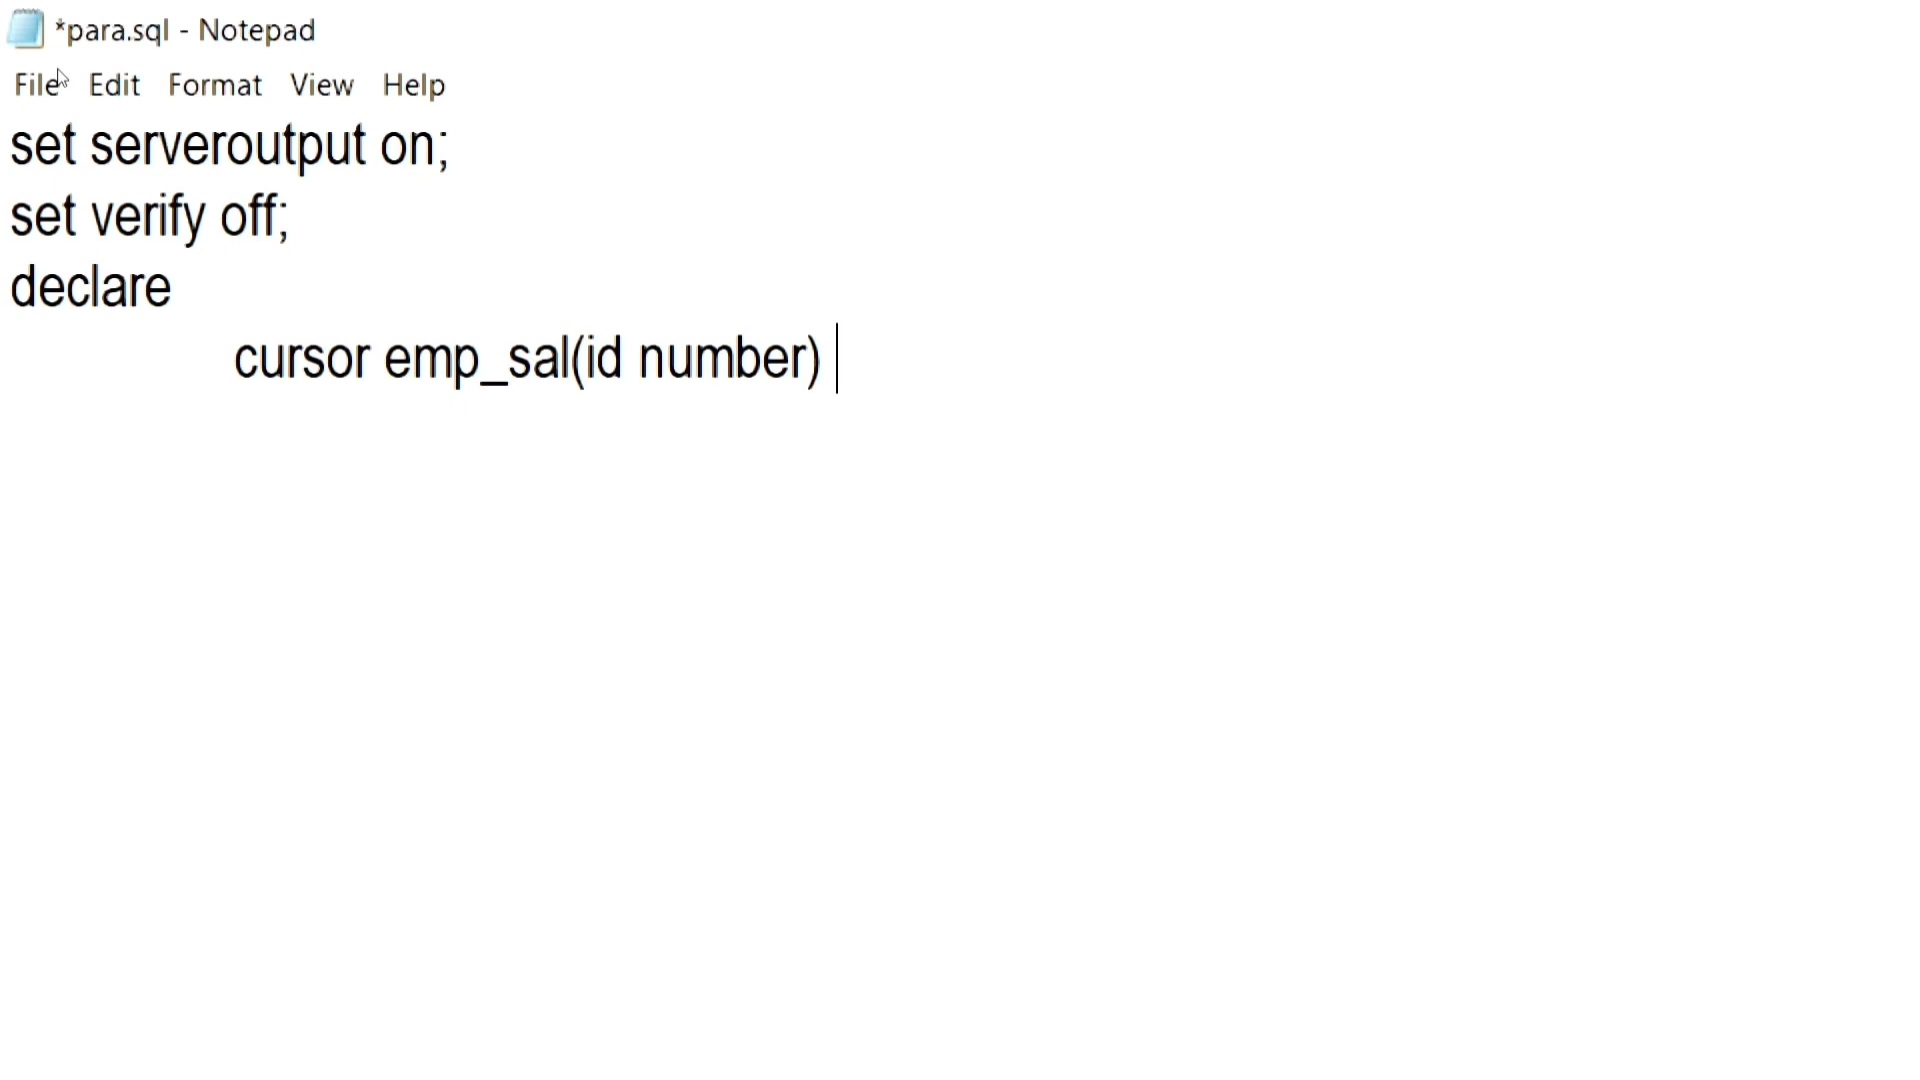 *para.sql - Notepad
File Edit Format View Help
set serveroutput on;
set verify off;
declare
cursor emp_sal(id number)